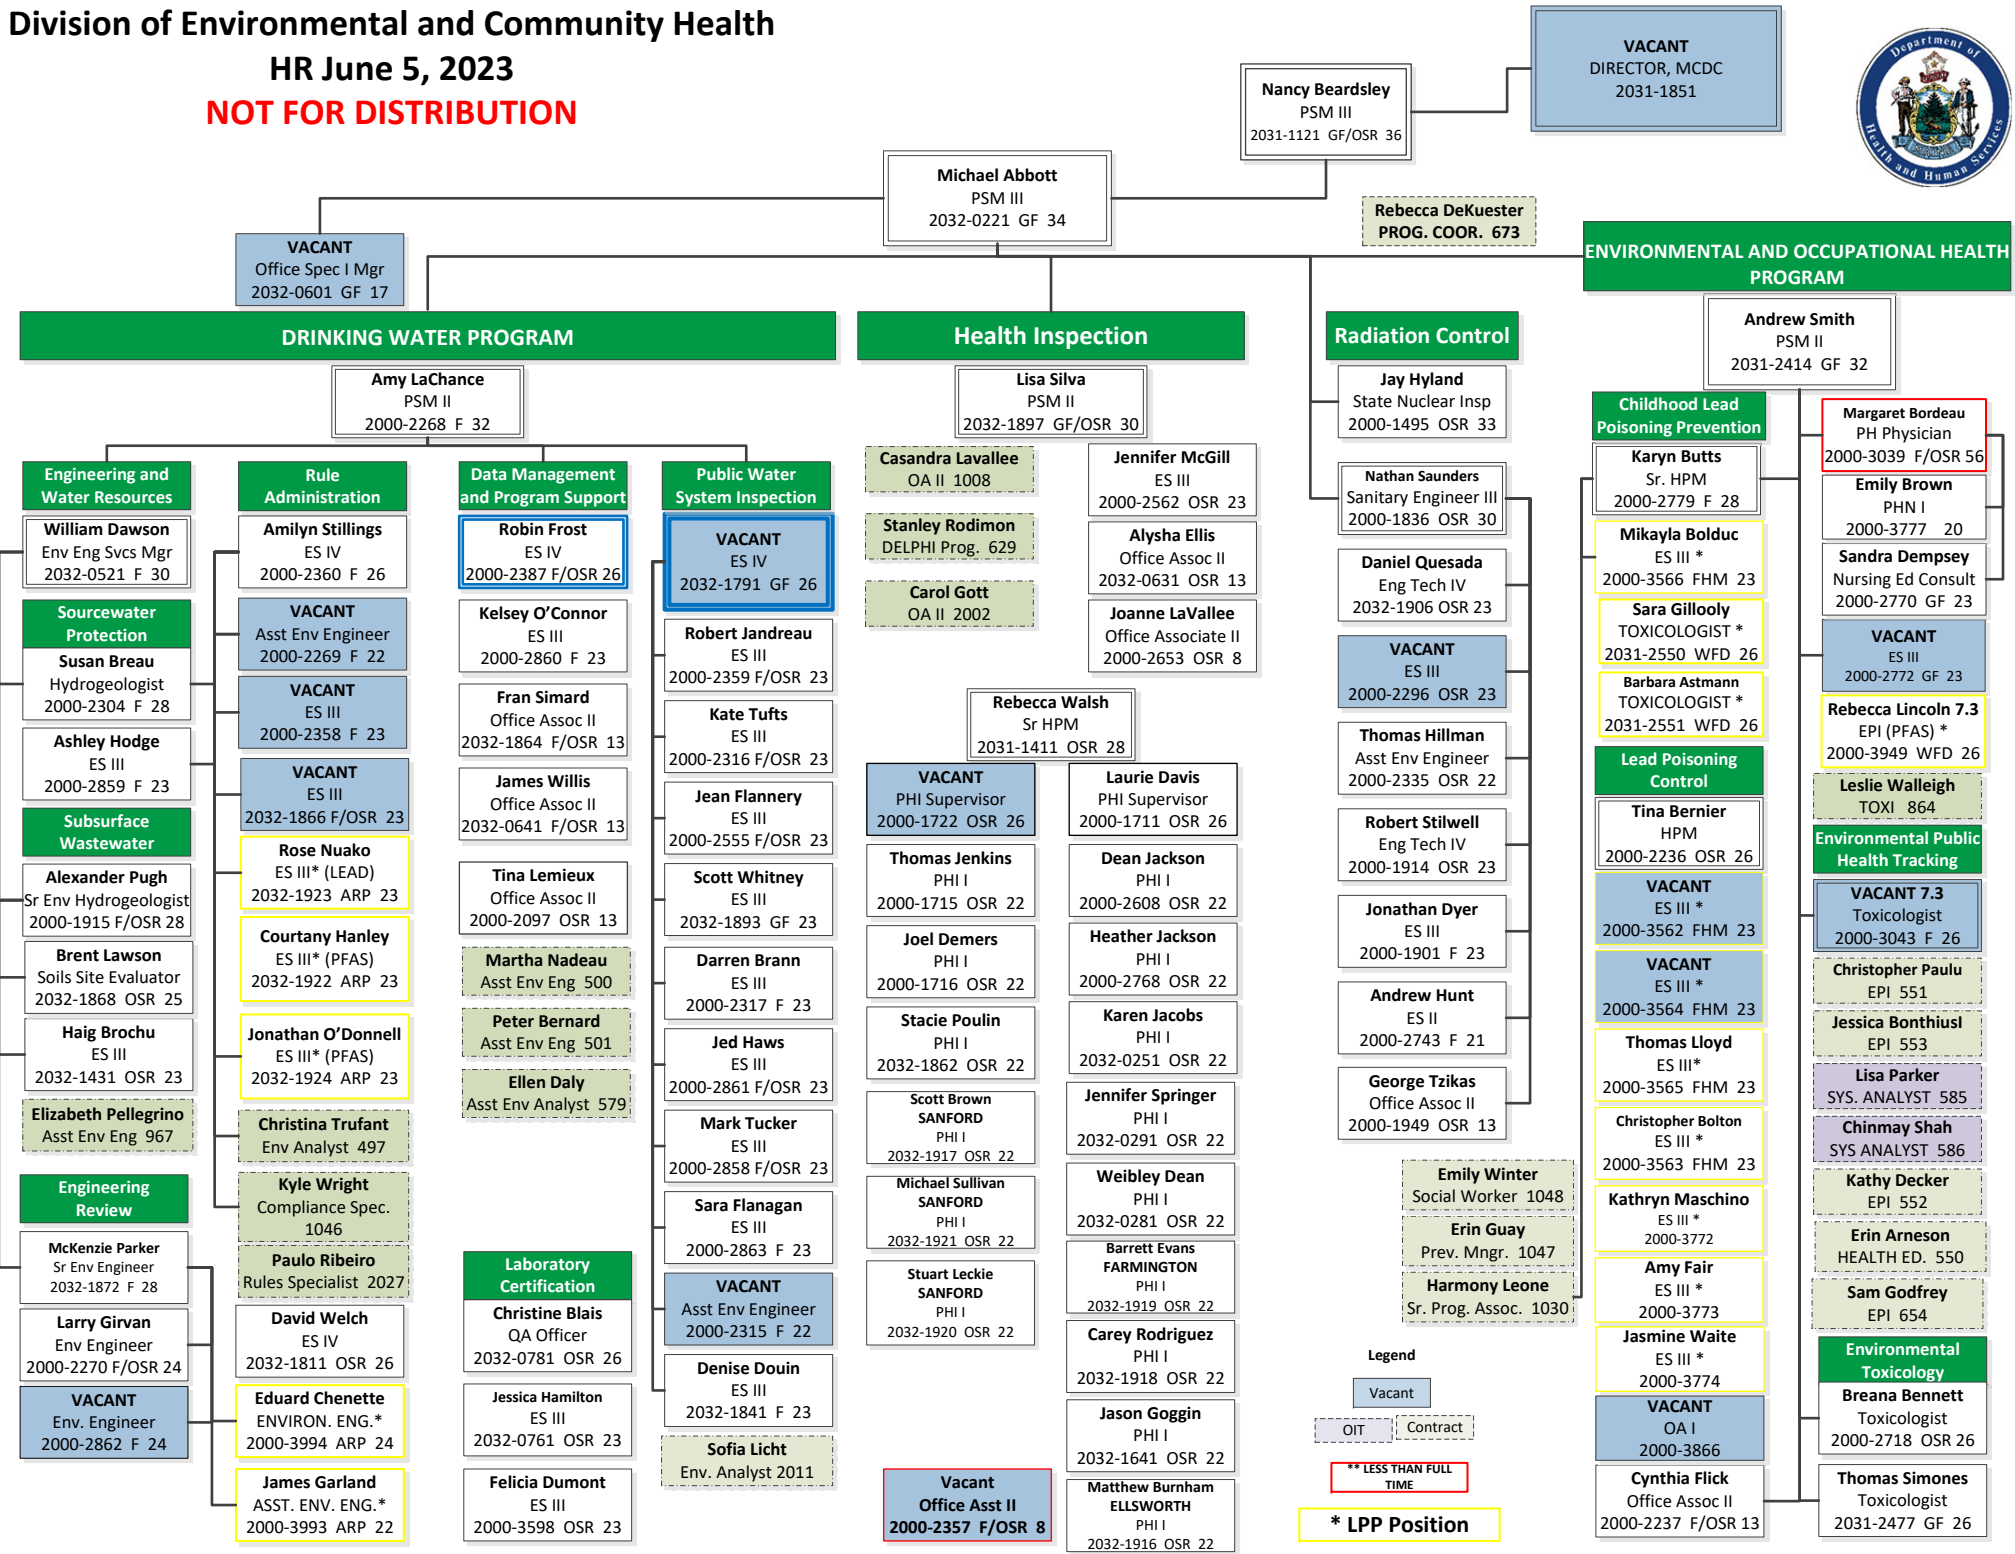 Division of Environmental and Community Health
HR June 5, 2023
NOT FOR DISTRIBUTION
VACANT
DIRECTOR, MCDC
2031-1851
Department of
Health and Human Services
Nancy Beardsley
PSM III
2031-1121 GF/OSR 36
Michael Abbott
PSM III
2032-0221 GF 34
Rebecca DeKuester
PROG. COOR. 673
VACANT
Office Spec I Mgr
2032-0601 GF 17
DRINKING WATER PROGRAM
Amy LaChance
PSM II
2000-2268 F 32
Engineering and
Water Resources
William Dawson
Env Eng Svcs Mgr
2032-0521 F 30
Sourcewater
Protection
Susan Breau
Hydrogeologist
2000-2304 F 28
Ashley Hodge
ES III
2000-2859 F 23
Subsurface
Wastewater
Alexander Pugh
Sr Env Hydrogeologist
2000-1915 F/OSR 28
Brent Lawson
Soils Site Evaluator
2032-1868 OSR 25
Haig Brochu
ES III
2032-1431 OSR 23
Elizabeth Pellegrino
Asst Env Eng 967
Engineering
Review
McKenzie Parker
Sr Env Engineer
2032-1872 F 28
Larry Girvan
Env Engineer
2000-2270 F/OSR 24
VACANT
Env. Engineer
2000-2862 F 24
Rule
Administration
Amilyn Stillings
ES IV
2000-2360 F 26
VACANT
Asst Env Engineer
2000-2269 F 22
VACANT
ES III
2000-2358 F 23
VACANT
ES III
2032-1866 F/OSR 23
Rose Nuako
ES III* (LEAD)
2032-1923 ARP 23
Courtany Hanley
ES III* (PFAS)
2032-1922 ARP 23
Jonathan O’Donnell
ES III* (PFAS)
2032-1924 ARP 23
Christina Trufant
Env Analyst 497
Kyle Wright
Compliance Spec.
1046
Paulo Ribeiro
Rules Specialist 2027
David Welch
ES IV
2032-1811 OSR 26
Eduard Chenette
ENVIRON. ENG.*
2000-3994 ARP 24
James Garland
ASST. ENV. ENG.*
2000-3993 ARP 22
Data Management
and Program Support
Robin Frost
ES IV
2000-2387 F/OSR 26
Kelsey O’Connor
ES III
2000-2860 F 23
Fran Simard
Office Assoc II
2032-1864 F/OSR 13
James Willis
Office Assoc II
2032-0641 F/OSR 13
Tina Lemieux
Office Assoc II
2000-2097 OSR 13
Martha Nadeau
Asst Env Eng 500
Peter Bernard
Asst Env Eng 501
Ellen Daly
Asst Env Analyst 579
Laboratory
Certification
Christine Blais
QA Officer
2032-0781 OSR 26
Jessica Hamilton
ES III
2032-0761 OSR 23
Felicia Dumont
ES III
2000-3598 OSR 23
Public Water
System Inspection
VACANT
ES IV
2032-1791 GF 26
Robert Jandreau
ES III
2000-2359 F/OSR 23
Kate Tufts
ES III
2000-2316 F/OSR 23
Jean Flannery
ES III
2000-2555 F/OSR 23
Scott Whitney
ES III
2032-1893 GF 23
Darren Brann
ES III
2000-2317 F 23
Jed Haws
ES III
2000-2861 F/OSR 23
Mark Tucker
ES III
2000-2858 F/OSR 23
Sara Flanagan
ES III
2000-2863 F 23
VACANT
Asst Env Engineer
2000-2315 F 22
Denise Douin
ES III
2032-1841 F 23
Sofia Licht
Env. Analyst 2011
Health Inspection
Lisa Silva
PSM II
2032-1897 GF/OSR 30
Casandra Lavallee
OA II 1008
Stanley Rodimon
DELPHI Prog. 629
Carol Gott
OA II 2002
Jennifer McGill
ES III
2000-2562 OSR 23
Alysha Ellis
Office Assoc II
2032-0631 OSR 13
Joanne LaVallee
Office Associate II
2000-2653 OSR 8
Rebecca Walsh
Sr HPM
2031-1411 OSR 28
VACANT
PHI Supervisor
2000-1722 OSR 26
Thomas Jenkins
PHI I
2000-1715 OSR 22
Joel Demers
PHI I
2000-1716 OSR 22
Stacie Poulin
PHI I
2032-1862 OSR 22
Scott Brown
SANFORD
PHI I
2032-1917 OSR 22
Michael Sullivan
SANFORD
PHI I
2032-1921 OSR 22
Stuart Leckie
SANFORD
PHI I
2032-1920 OSR 22
Vacant
Office Asst II
2000-2357 F/OSR 8
Laurie Davis
PHI Supervisor
2000-1711 OSR 26
Dean Jackson
PHI I
2000-2608 OSR 22
Heather Jackson
PHI I
2000-2768 OSR 22
Karen Jacobs
PHI I
2032-0251 OSR 22
Jennifer Springer
PHI I
2032-0291 OSR 22
Weibley Dean
PHI I
2032-0281 OSR 22
Barrett Evans
FARMINGTON
PHI I
2032-1919 OSR 22
Carey Rodriguez
PHI I
2032-1918 OSR 22
Jason Goggin
PHI I
2032-1641 OSR 22
Matthew Burnham
ELLSWORTH
PHI I
2032-1916 OSR 22
Radiation Control
Jay Hyland
State Nuclear Insp
2000-1495 OSR 33
Nathan Saunders
Sanitary Engineer III
2000-1836 OSR 30
Daniel Quesada
Eng Tech IV
2032-1906 OSR 23
VACANT
ES III
2000-2296 OSR 23
Thomas Hillman
Asst Env Engineer
2000-2335 OSR 22
Robert Stilwell
Eng Tech IV
2000-1914 OSR 23
Jonathan Dyer
ES III
2000-1901 F 23
Andrew Hunt
ES II
2000-2743 F 21
George Tzikas
Office Assoc II
2000-1949 OSR 13
Emily Winter
Social Worker 1048
Erin Guay
Prev. Mngr. 1047
Harmony Leone
Sr. Prog. Assoc. 1030
Legend
Vacant
OIT
Contract
** LESS THAN FULL
TIME
* LPP Position
ENVIRONMENTAL AND OCCUPATIONAL HEALTH
PROGRAM
Andrew Smith
PSM II
2031-2414 GF 32
Childhood Lead
Poisoning Prevention
Karyn Butts
Sr. HPM
2000-2779 F 28
Mikayla Bolduc
ES III *
2000-3566 FHM 23
Sara Gillooly
TOXICOLOGIST *
2031-2550 WFD 26
Barbara Astmann
TOXICOLOGIST *
2031-2551 WFD 26
Lead Poisoning
Control
Tina Bernier
HPM
2000-2236 OSR 26
VACANT
ES III *
2000-3562 FHM 23
VACANT
ES III *
2000-3564 FHM 23
Thomas Lloyd
ES III*
2000-3565 FHM 23
Christopher Bolton
ES III *
2000-3563 FHM 23
Kathryn Maschino
ES III *
2000-3772
Amy Fair
ES III *
2000-3773
Jasmine Waite
ES III *
2000-3774
VACANT
OA I
2000-3866
Cynthia Flick
Office Assoc II
2000-2237 F/OSR 13
Margaret Bordeau
PH Physician
2000-3039 F/OSR 56
Emily Brown
PHN I
2000-3777 20
Sandra Dempsey
Nursing Ed Consult
2000-2770 GF 23
VACANT
ES III
2000-2772 GF 23
Rebecca Lincoln 7.3
EPI (PFAS) *
2000-3949 WFD 26
Leslie Walleigh
TOXI 864
Environmental Public
Health Tracking
VACANT 7.3
Toxicologist
2000-3043 F 26
Christopher Paulu
EPI 551
Jessica Bonthiusl
EPI 553
Lisa Parker
SYS. ANALYST 585
Chinmay Shah
SYS ANALYST 586
Kathy Decker
EPI 552
Erin Arneson
HEALTH ED. 550
Sam Godfrey
EPI 654
Environmental
Toxicology
Breana Bennett
Toxicologist
2000-2718 OSR 26
Thomas Simones
Toxicologist
2031-2477 GF 26